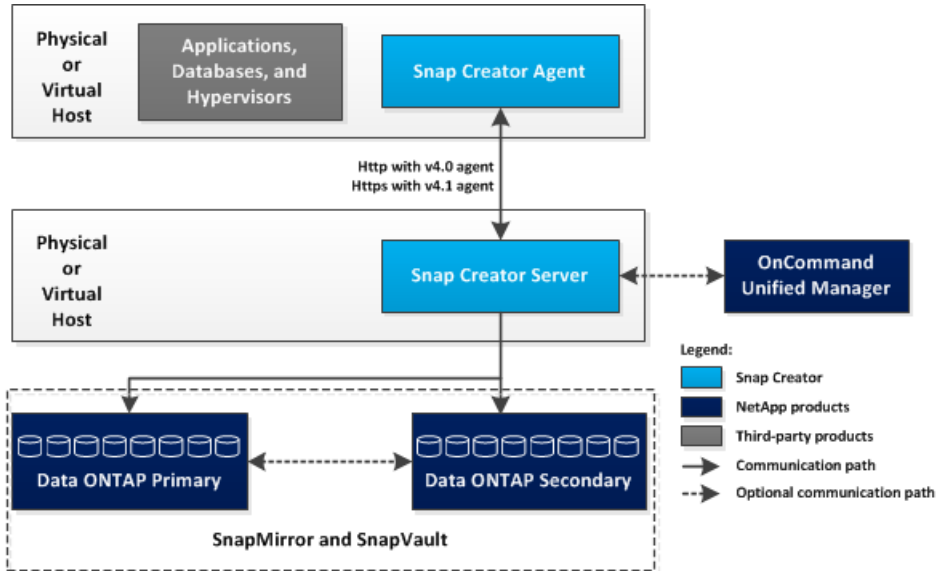 Physical
or
Virtual
Host
Applications,
Databases, and
Hypervisors
Snap Creator Agent
Http with v4.0 agent
Https with v4.1 agent
Physical
or
Virtual
Host
Snap Creator Server
OnCommand
Unified Manager
Legend:
Snap Creator
NetApp products
Third-party products
Communication path
Optional communication path
Data ONTAP Primary
Data ONTAP Secondary
SnapMirror and SnapVault